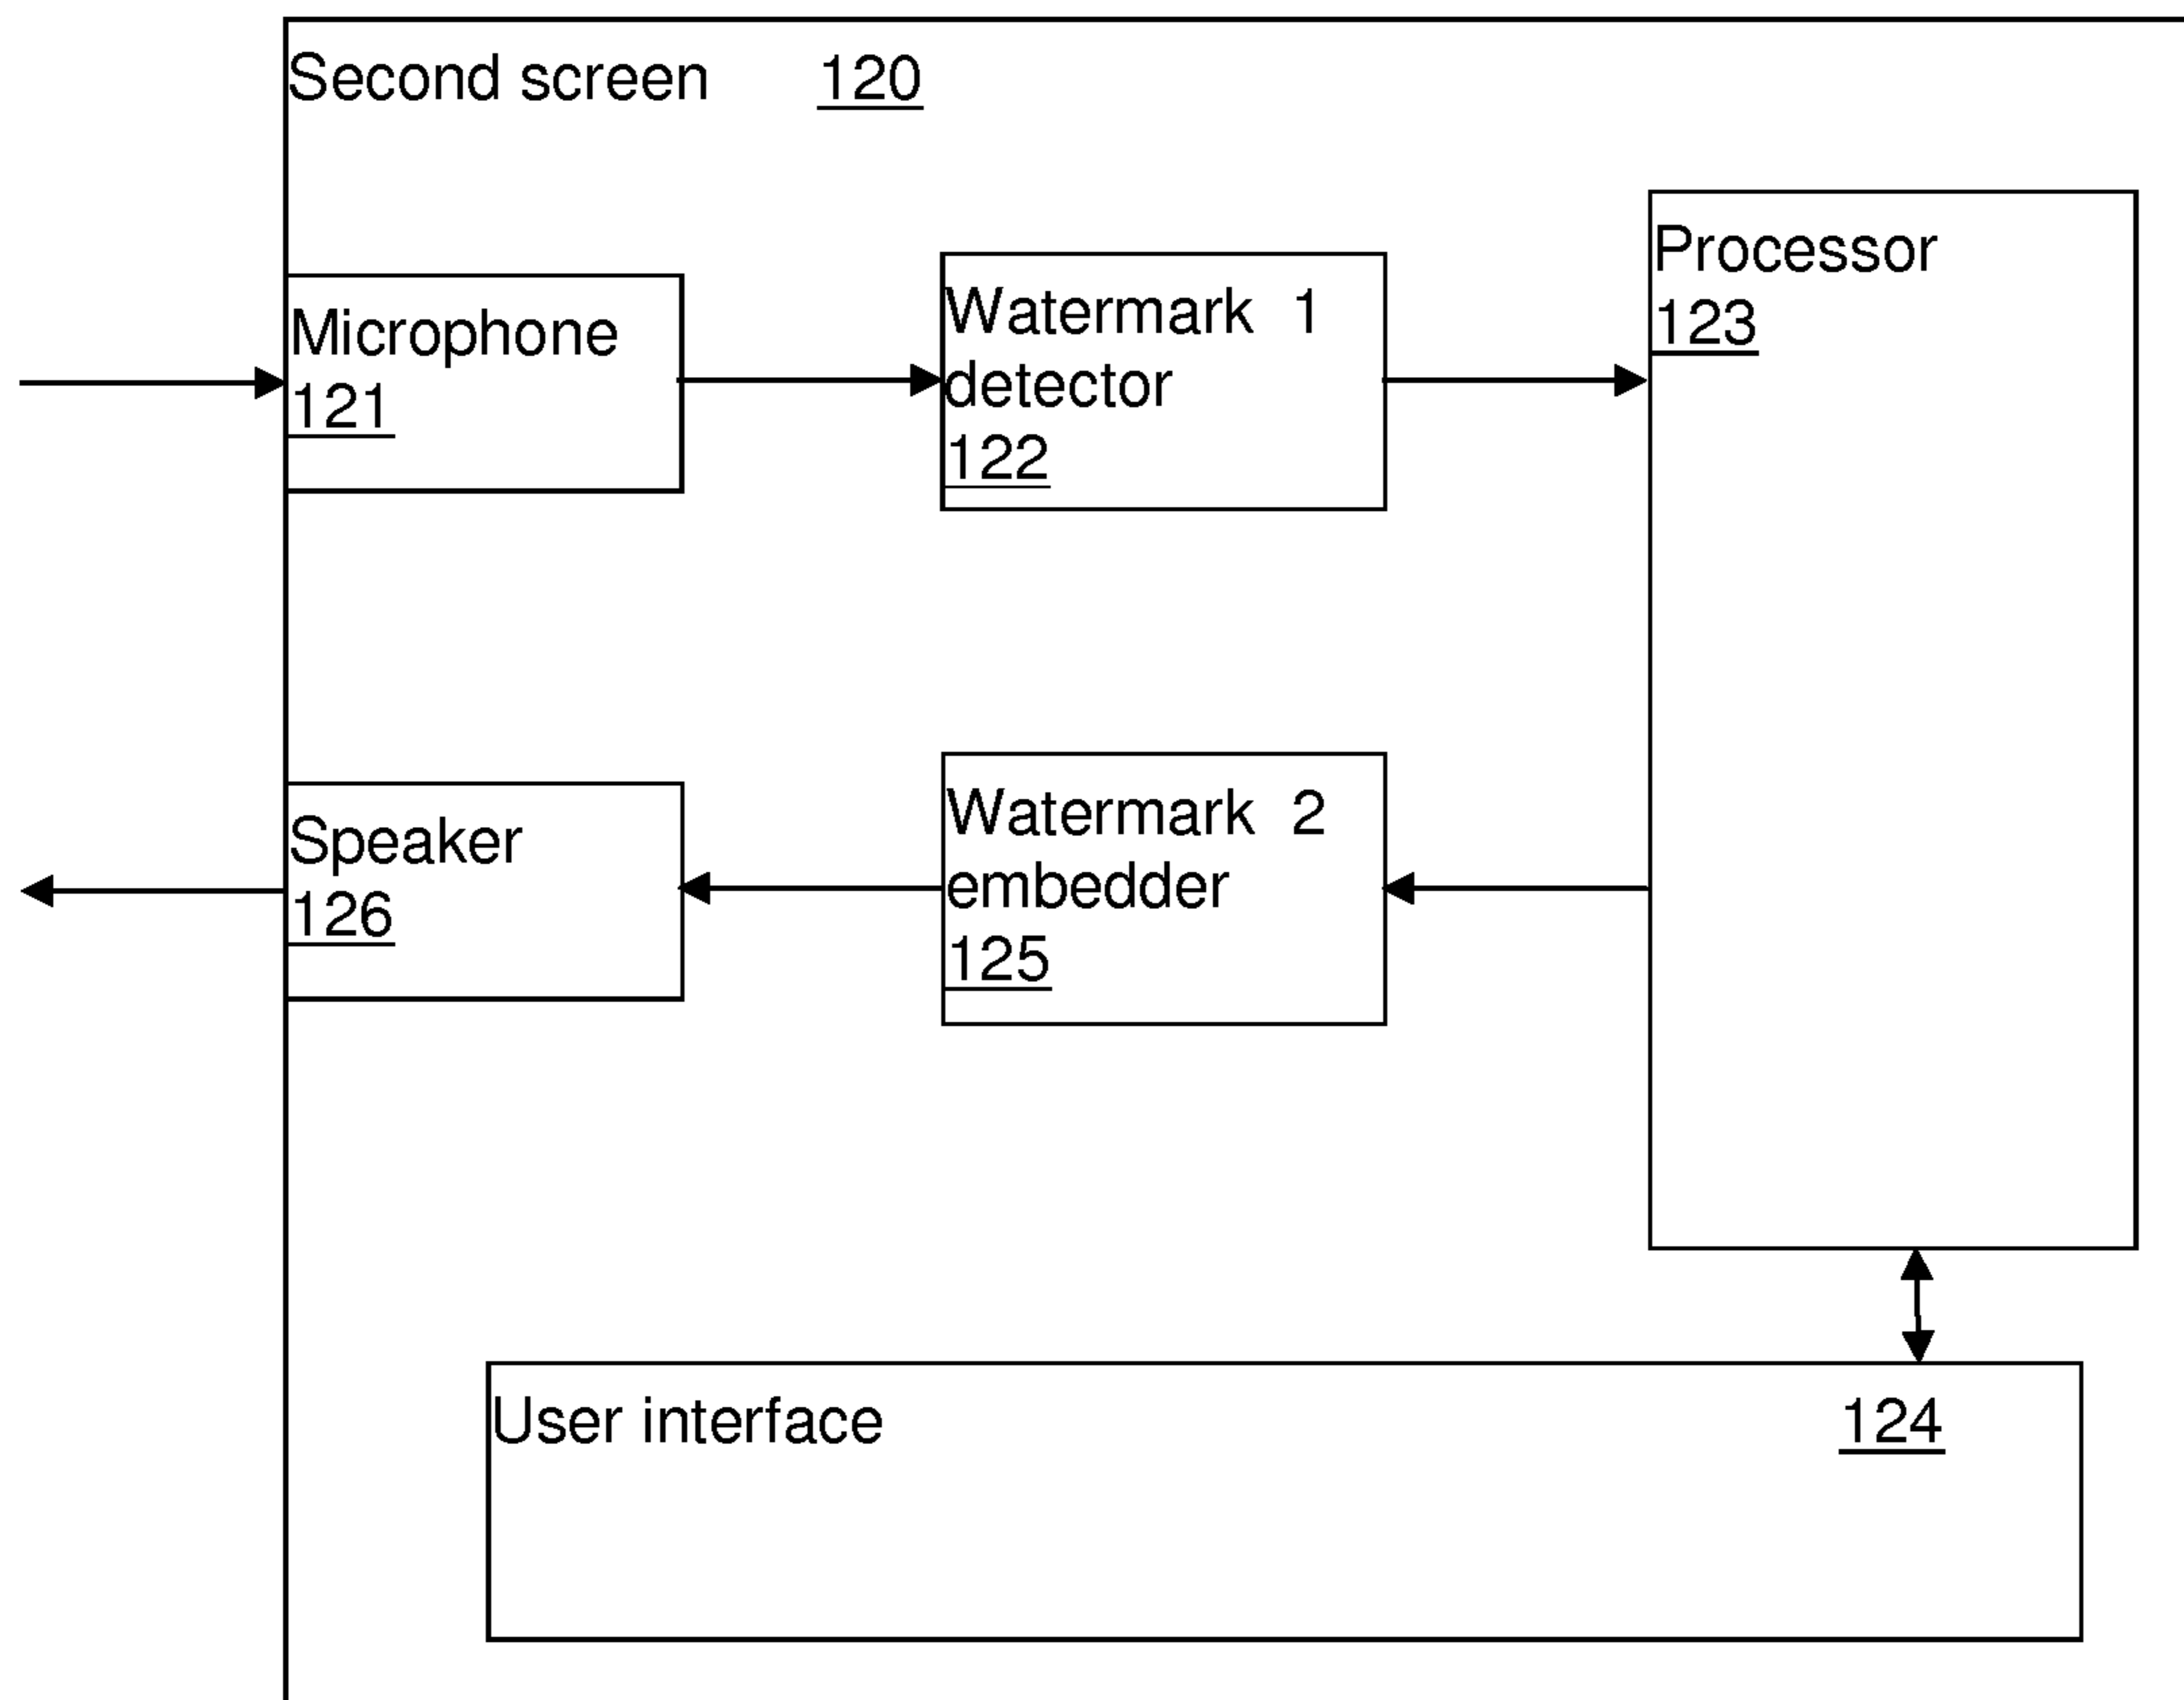 Second screen 120
Microphone
121
Watermark 1
detector
122
Processor
123
Speaker
126
Watermark 2
embedder
125
User interface 124